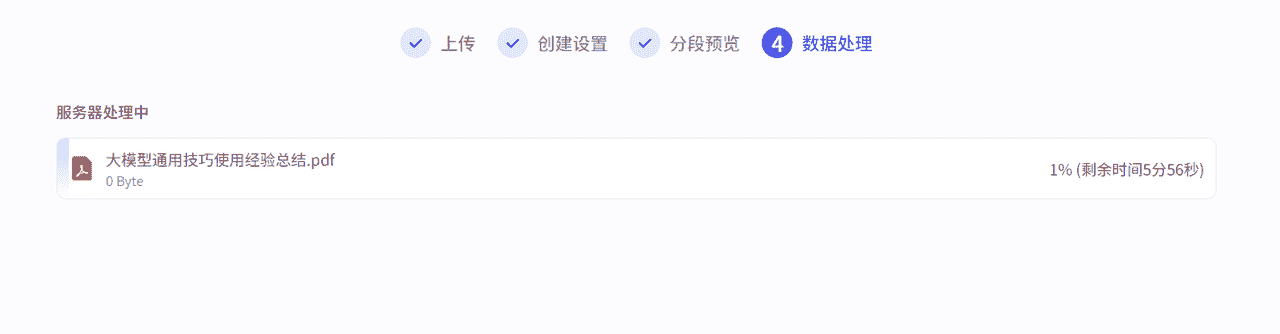 上传 创建设置 分段预览 4 数据处理
服务器处理中
大模型通用技巧使用经验总结.pdf
0 Byte
1% (剩余时间5分56秒)